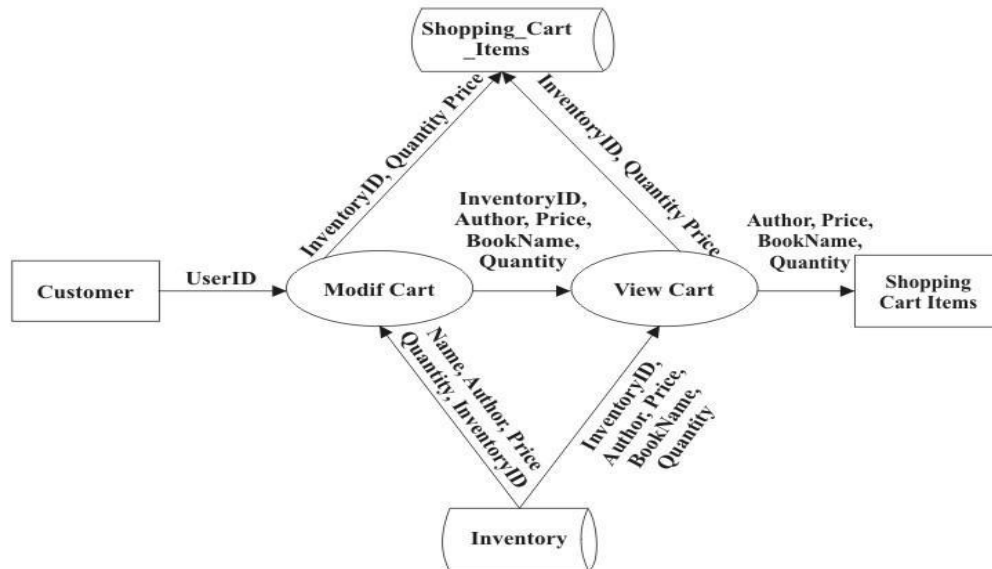 Shopping_Cart
_Items
InventoryID, Quantity Price
InventoryID, Quantity Price
InventoryID,
Author, Price,
BookName,
Quantity
Author, Price,
BookName,
Quantity
Customer
UserID
Modif Cart
View Cart
Shopping
Cart Items
Name, Author, Price
Quantity, InventoryID
InventoryID,
Author, Price,
BookName,
Quantity
Inventory